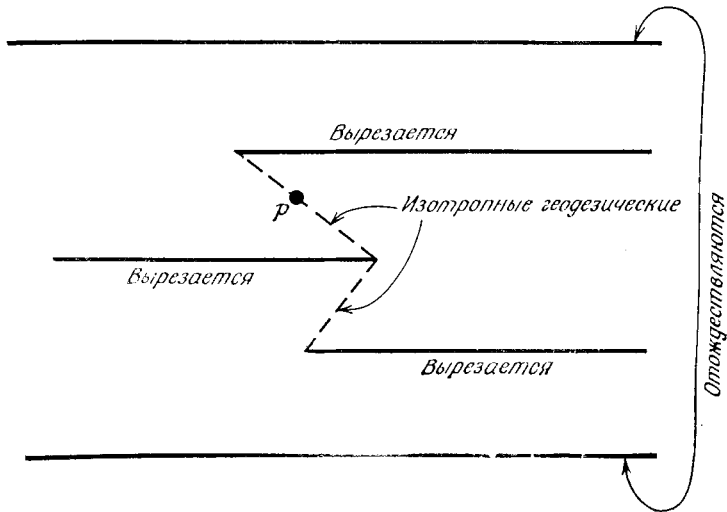 Вырезается
p
Изотропные геодезические
Вырезается
Вырезается
Отождествляются